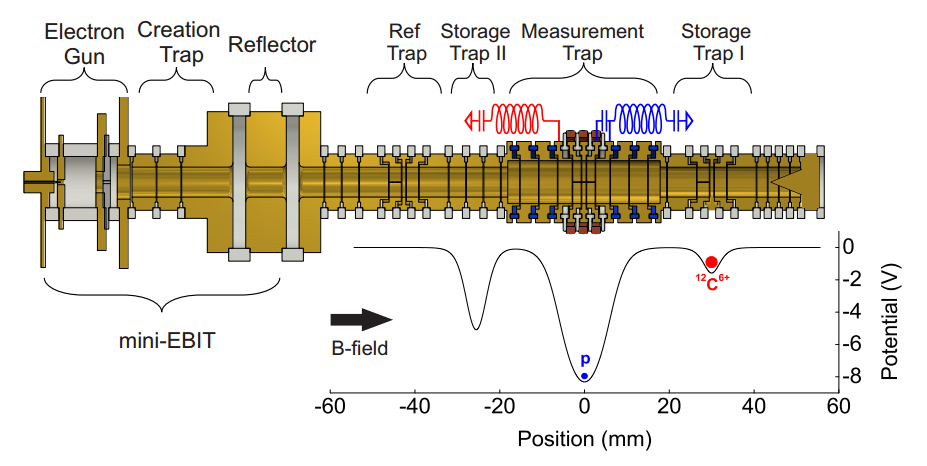 Electron
Gun
Creation
Trap
Reflector
Ref
Trap
Storage
Trap II
Measurement
Trap
Storage
Trap I
mini-EBIT
B-field
p
¹²C⁶⁺
0
-2
-4
-6
-8
Potential (V)
-60
-40
-20
0
20
40
60
Position (mm)